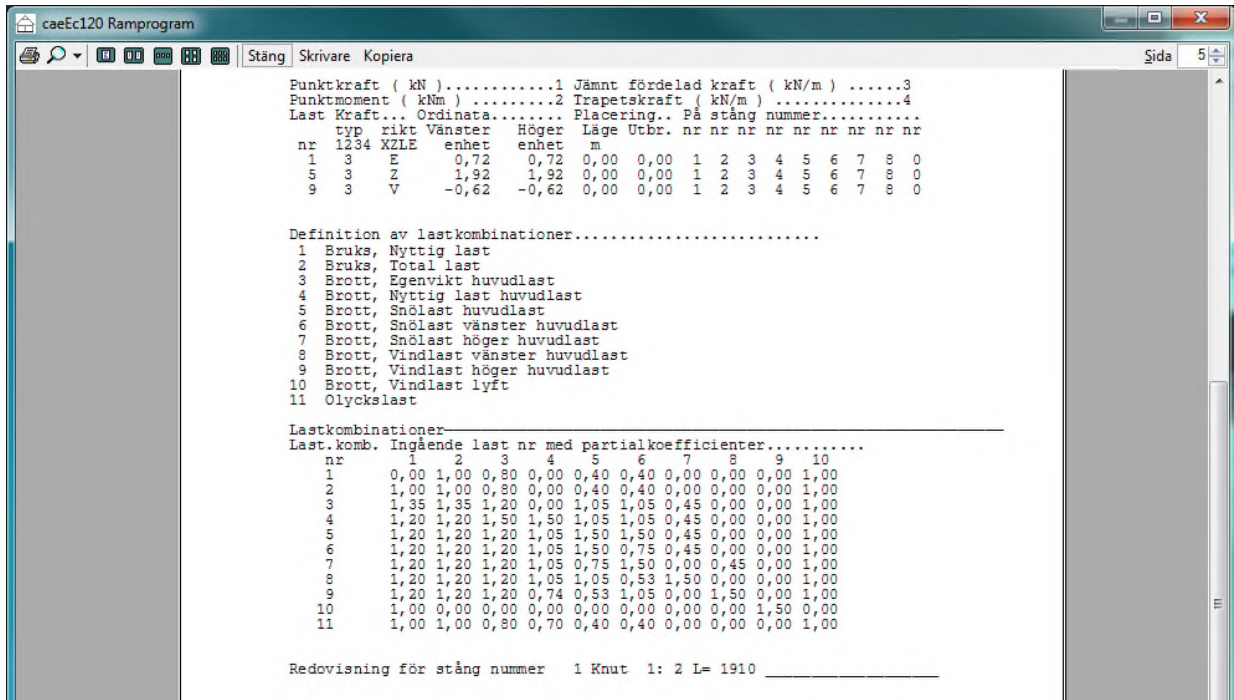 caeEc120 Ramprogram
Stäng Skrivare Kopiera Sida 5
Punktkraft ( kN )............1 Jämnt fördelad kraft ( kN/m ) ......3
Punktmoment ( kNm ) .........2 Trapetskraft ( kN/m ) ..............4
Last Kraft... Ordinata........ Placering.. På stång nummer...........
typ rikt Vänster Höger Läge Utbr. nr nr nr nr nr nr nr nr nr
nr 1234 XZLE enhet enhet m
1 3 E 0,72 0,72 0,00 0,00 1 2 3 4 5 6 7 8 0
5 3 Z 1,92 1,92 0,00 0,00 1 2 3 4 5 6 7 8 0
9 3 V -0,62 -0,62 0,00 0,00 1 2 3 4 5 6 7 8 0
Definition av lastkombinationer...........................
1 Bruks, Nyttig last
2 Bruks, Total last
3 Brott, Egenvikt huvudlast
4 Brott, Nyttig last huvudlast
5 Brott, Snölast huvudlast
6 Brott, Snölast vänster huvudlast
7 Brott, Snölast höger huvudlast
8 Brott, Vindlast vänster huvudlast
9 Brott, Vindlast höger huvudlast
10 Brott, Vindlast lyft
11 Olyckslast
Lastkombinationer
Last.komb. Ingående last nr med partialkoefficienter...........
nr 1 2 3 4 5 6 7 8 9 10
1 0,00 1,00 0,80 0,00 0,40 0,40 0,00 0,00 0,00 1,00
2 1,00 1,00 0,80 0,00 0,40 0,40 0,00 0,00 0,00 1,00
3 1,35 1,35 1,20 0,00 1,05 1,05 0,45 0,00 0,00 1,00
4 1,20 1,20 1,50 1,50 1,05 1,05 0,45 0,00 0,00 1,00
5 1,20 1,20 1,20 1,05 1,50 1,50 0,45 0,00 0,00 1,00
6 1,20 1,20 1,20 1,05 1,50 0,75 0,45 0,00 0,00 1,00
7 1,20 1,20 1,20 1,05 0,75 1,50 0,00 0,45 0,00 1,00
8 1,20 1,20 1,20 1,05 1,05 0,53 1,50 0,00 0,00 1,00
9 1,20 1,20 1,20 0,74 0,53 1,05 0,00 1,50 0,00 1,00
10 1,00 0,00 0,00 0,00 0,00 0,00 0,00 0,00 1,50 0,00
11 1,00 1,00 0,80 0,70 0,40 0,40 0,00 0,00 0,00 1,00
Redovisning för stång nummer 1 Knut 1: 2 L= 1910